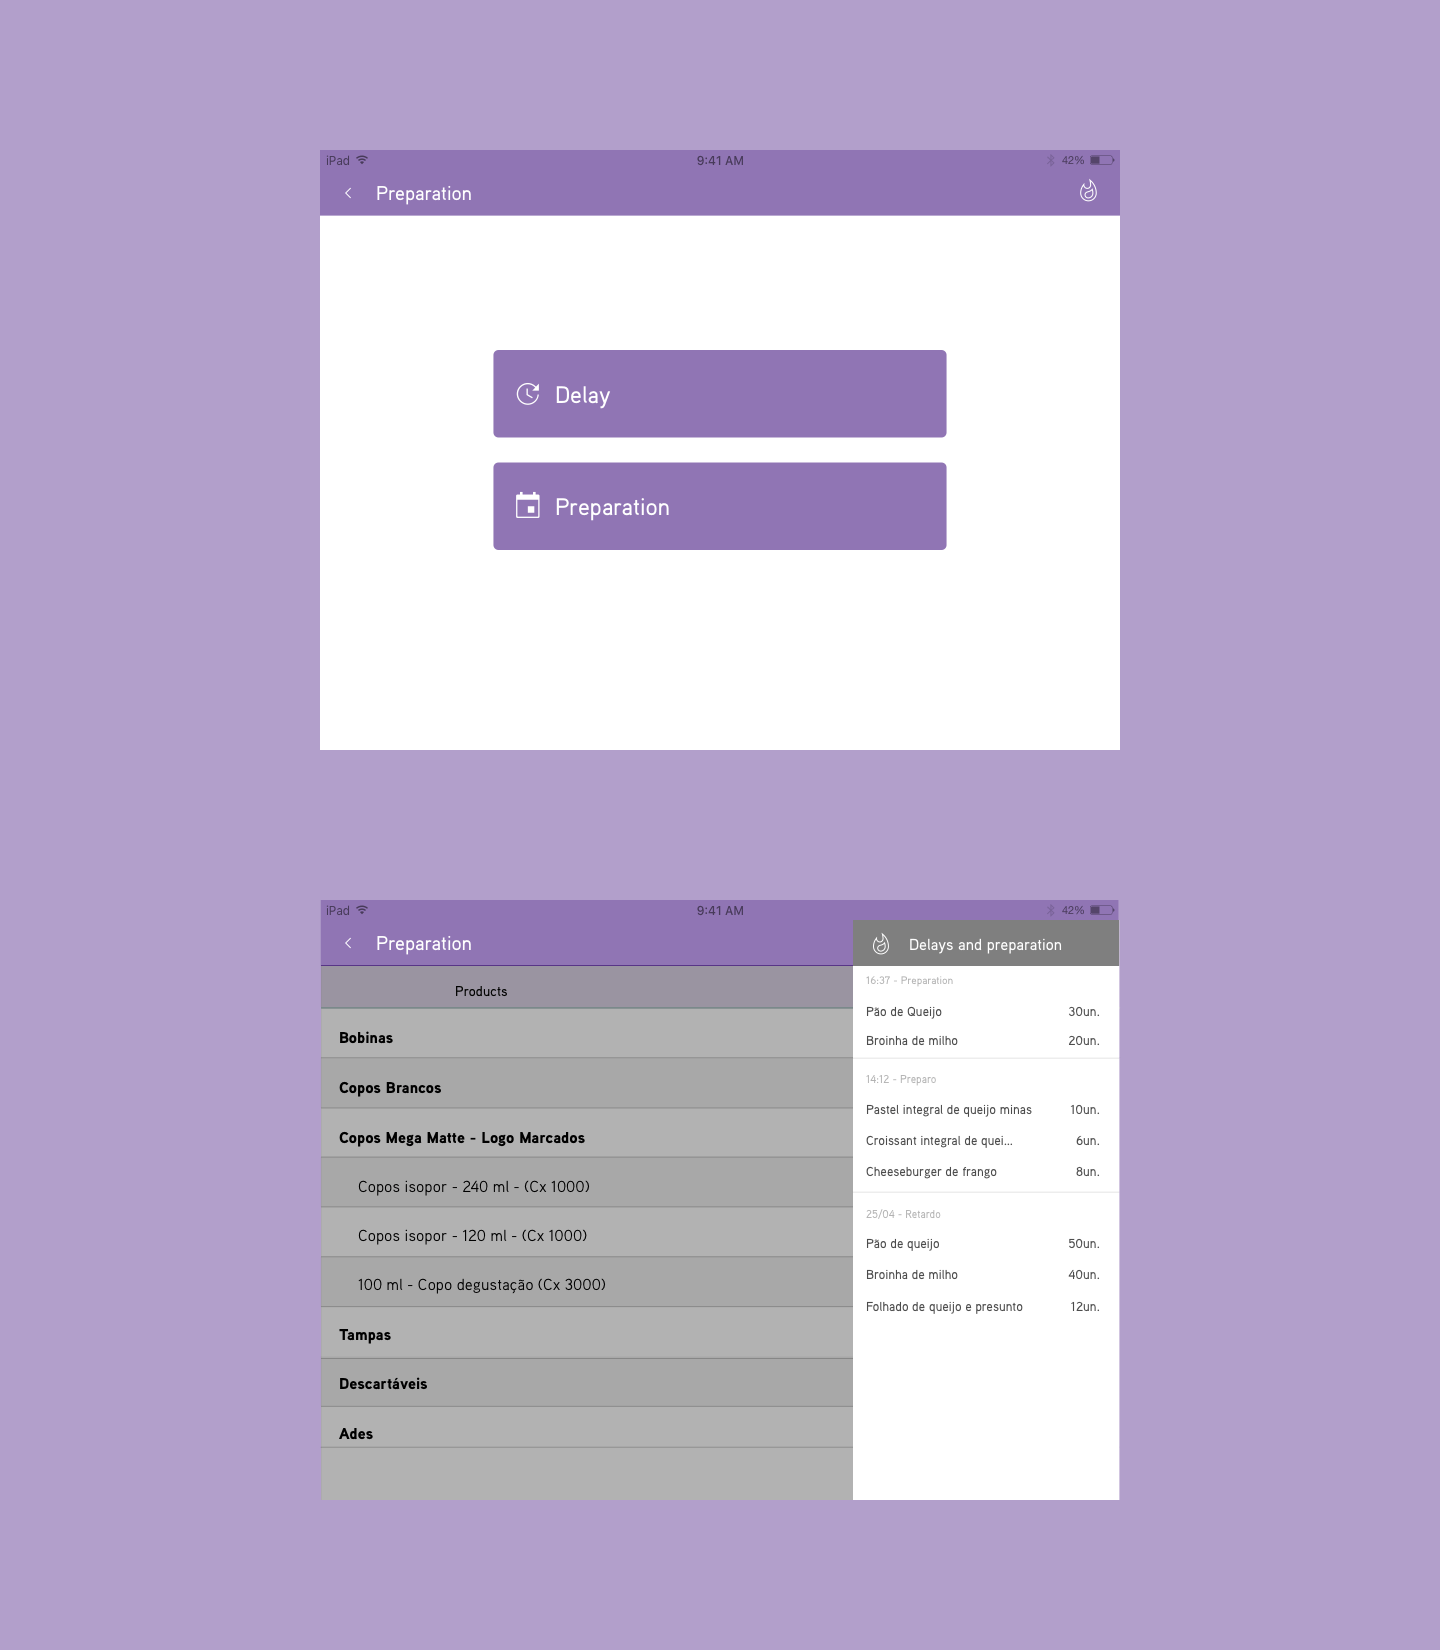 iPad 9:41 AM 42%
Preparation
Delay
Preparation
iPad 9:41 AM 42%
Preparation
Products
Bobinas
Copos Brancos
Copos Mega Matte - Logo Marcados
Copos isopor - 240 ml - (Cx 1000)
Copos isopor - 120 ml - (Cx 1000)
100 ml - Copo degustação (Cx 3000)
Tampas
Descartáveis
Ades
Delays and preparation
16:37 - Preparation
Pão de Queijo 30un.
Broinha de milho 20un.
14:12 - Preparo
Pastel integral de queijo minas 10un.
Croissant integral de quei... 6un.
Cheeseburger de frango 8un.
25/04 - Retardo
Pão de queijo 50un.
Broinha de milho 40un.
Folhado de queijo e presunto 12un.